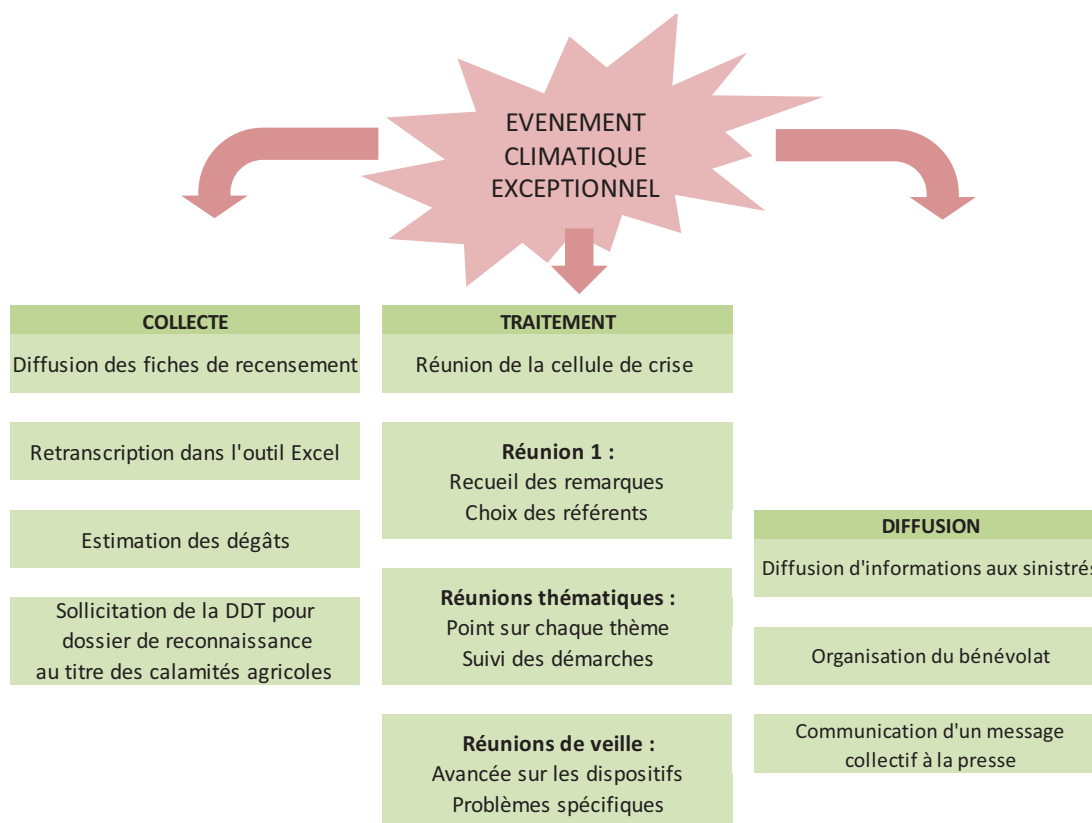 EVENEMENT
CLIMATIQUE
EXCEPTIONNEL
COLLECTE
Diffusion des fiches de recensement
Retranscription dans l'outil Excel
Estimation des dégâts
Sollicitation de la DDT pour
dossier de reconnaissance
au titre des calamités agricoles
TRAITEMENT
Réunion de la cellule de crise
Réunion 1 :
Recueil des remarques
Choix des référents
Réunions thématiques :
Point sur chaque thème
Suivi des démarches
Réunions de veille :
Avancée sur les dispositifs
Problèmes spécifiques
DIFFUSION
Diffusion d'informations aux sinistrés
Organisation du bénévolat
Communication d'un message
collectif à la presse